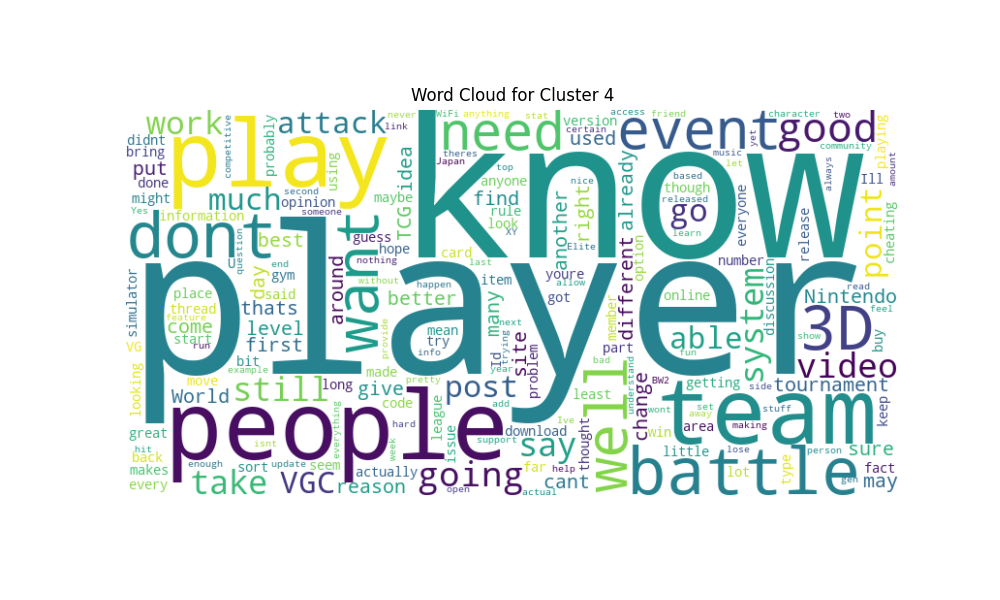 Word Cloud for Cluster 4
work
play
attack
need
know
event
good
player
people
team
battle
dont
want
much
well
3D
video
system
point
go
able
post
say
going
still
take
VGC
reason
TCG
idea
link
never
WiFi
anything
stat
version
certain
used
access
friend
character
two
yet
community
playing
always
amount
didnt
bring
put
done
might
Yes
competitive
probably
using
maybe
opinion
second
someone
information
question
best
guess
nothing
hope
theres
Japan
top
anyone
find
rule
look
XY
nice
another
right
Elite
already
though
based
released
learn
music
let
everyone
release
Ill
cheating
number
option
different
online
discussion
Nintendo
read
feel
buy
show
simulator
VG
looking
place
thread
feature
come
start
run
day
end
gym
said
thats
level
first
around
without
happen
last
card
better
item
many
youre
got
allow
member
part
id
site
problem
trying
next
year
info
mean
try
provide
made
bit
example
move
World
long
give
code
pretty
add
Ive
hard
league
issue
support
download
thought
least
bad
understand
change
BW2
wont
getting
fun
side
tournament
set
away
stuff
making
area
win
little
lose
person
lot
type
gen
sure
keep
fact
may
great
hit
back
makes
every
enough
isnt
sort
update
seem
everything
week
actually
open
far
help
cant
actual